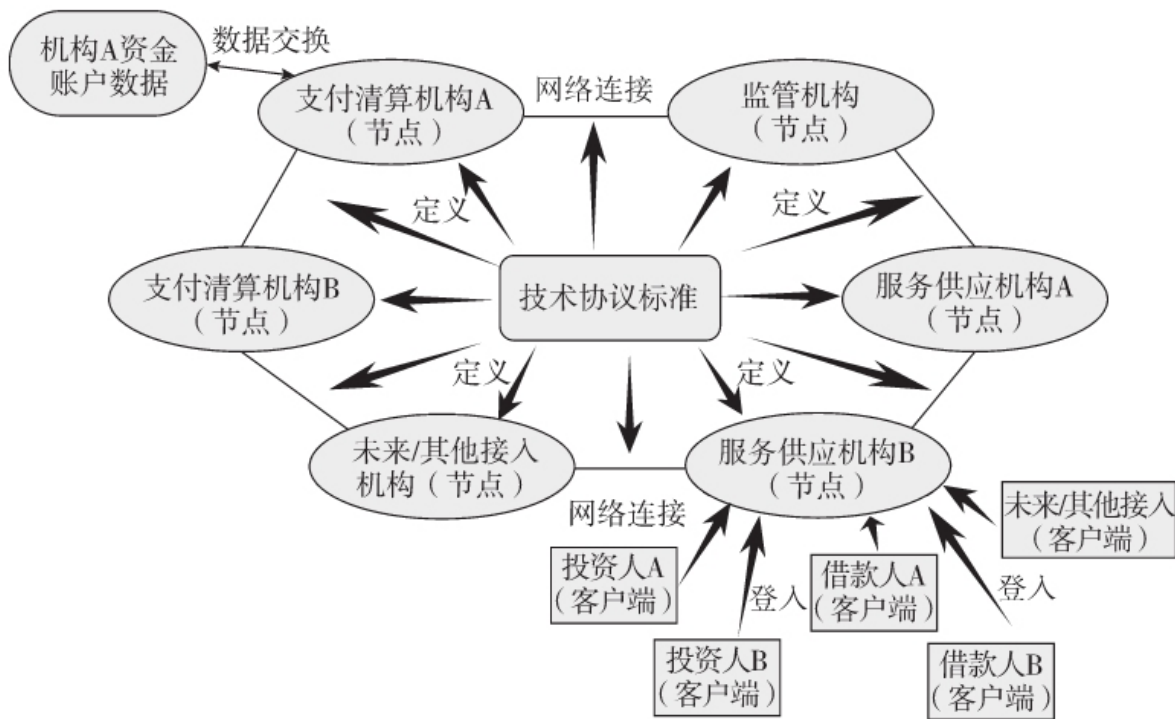 机构A资金
账户数据
数据交换
支付清算机构A
（节点）
网络连接
监管机构
（节点）
定义
定义
支付清算机构B
（节点）
技术协议标准
服务供应机构A
（节点）
定义
定义
未来/其他接入
机构（节点）
服务供应机构B
（节点）
网络连接
未来/其他接入
（客户端）
投资人A
（客户端）
登入
借款人A
（客户端）
登入
投资人B
（客户端）
借款人B
（客户端）